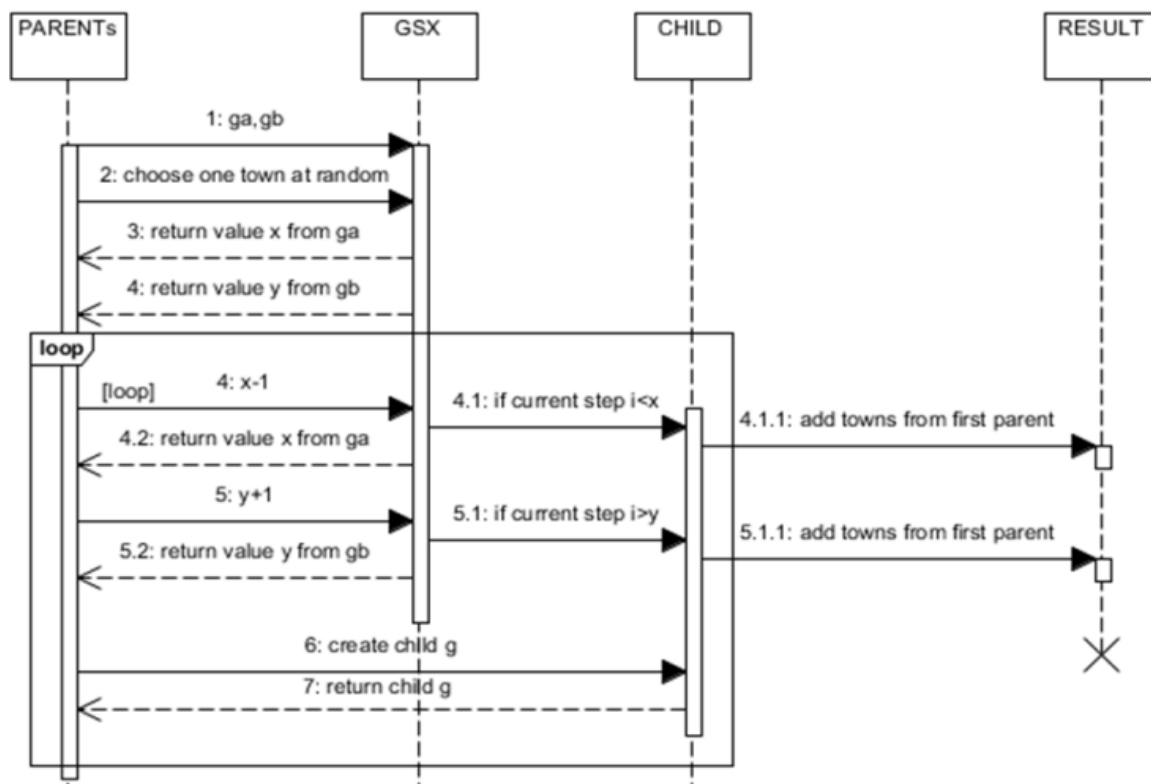 PARENTs
GSX
CHILD
RESULT
1: ga,gb
2: choose one town at random
3: return value x from ga
4: return value y from gb
loop
[loop]
4: x-1
4.1: if current step i<x
4.1.1: add towns from first parent
4.2: return value x from ga
5: y+1
5.1: if current step i>y
5.1.1: add towns from first parent
5.2: return value y from gb
6: create child g
7: return child g